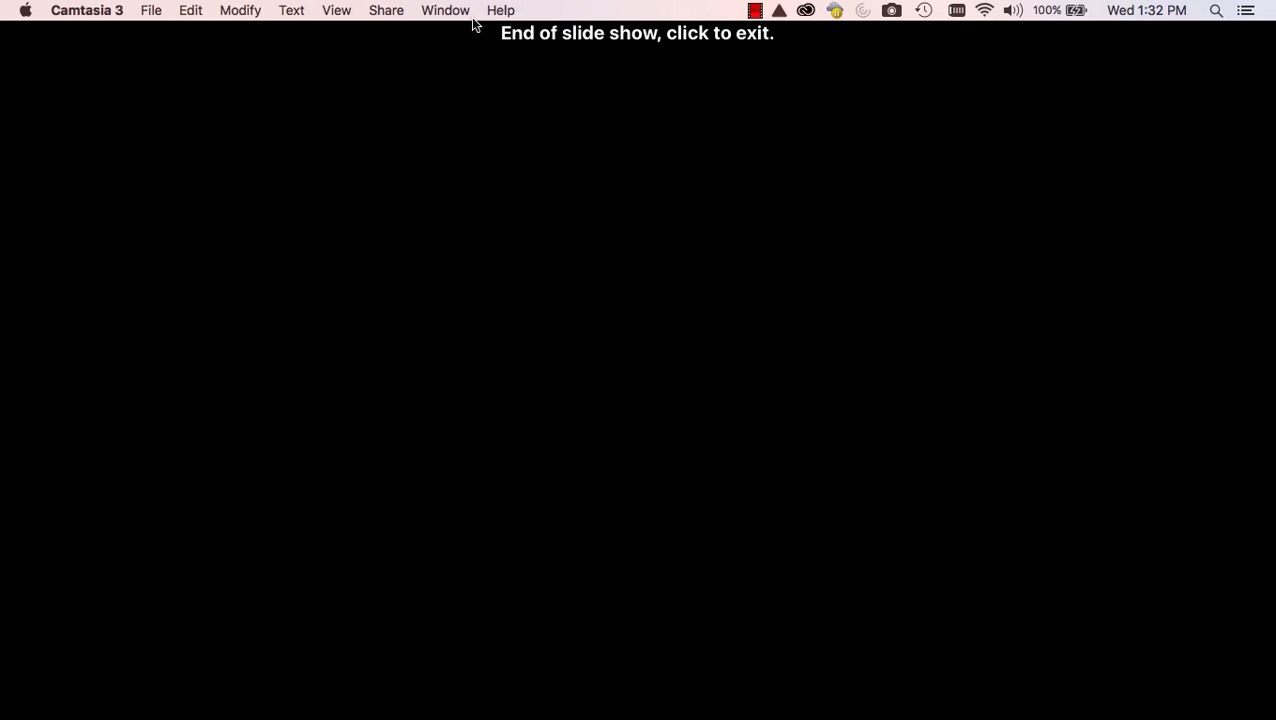 Camtasia 3 File Edit Modify Text View Share Window Help 100% Wed 1:32 PM
End of slide show, click to exit.